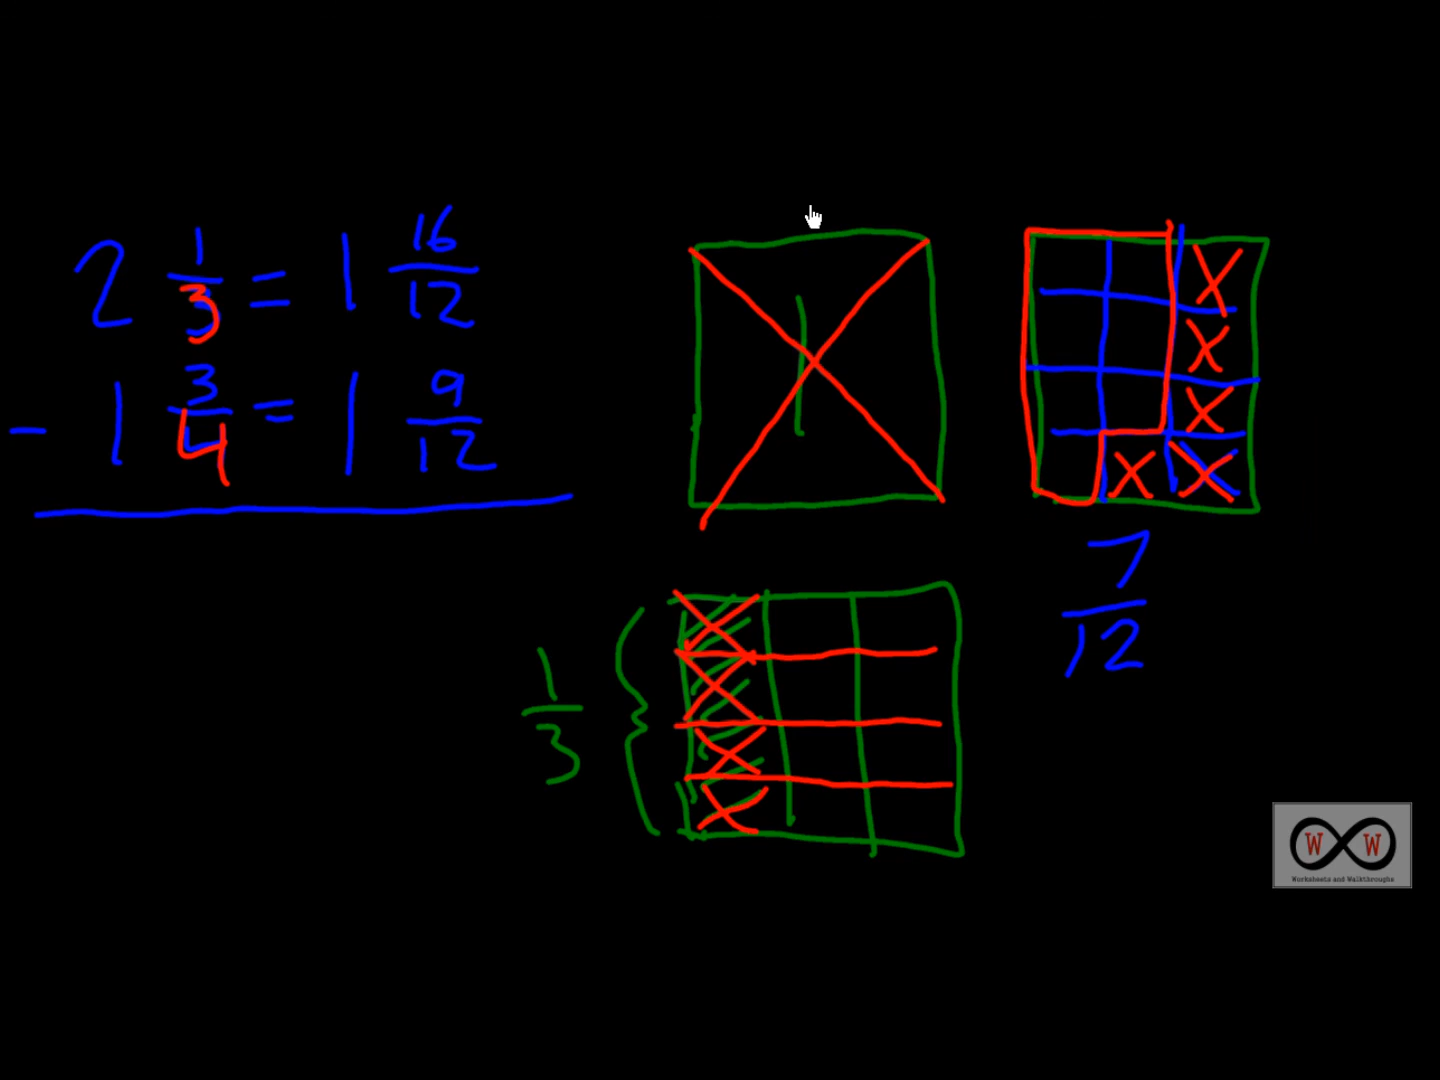 2 1/3 = 1 16/12
- 1 3/4 = 1 9/12
1
7/12
1/3
W W
Worksheets and Walkthroughs